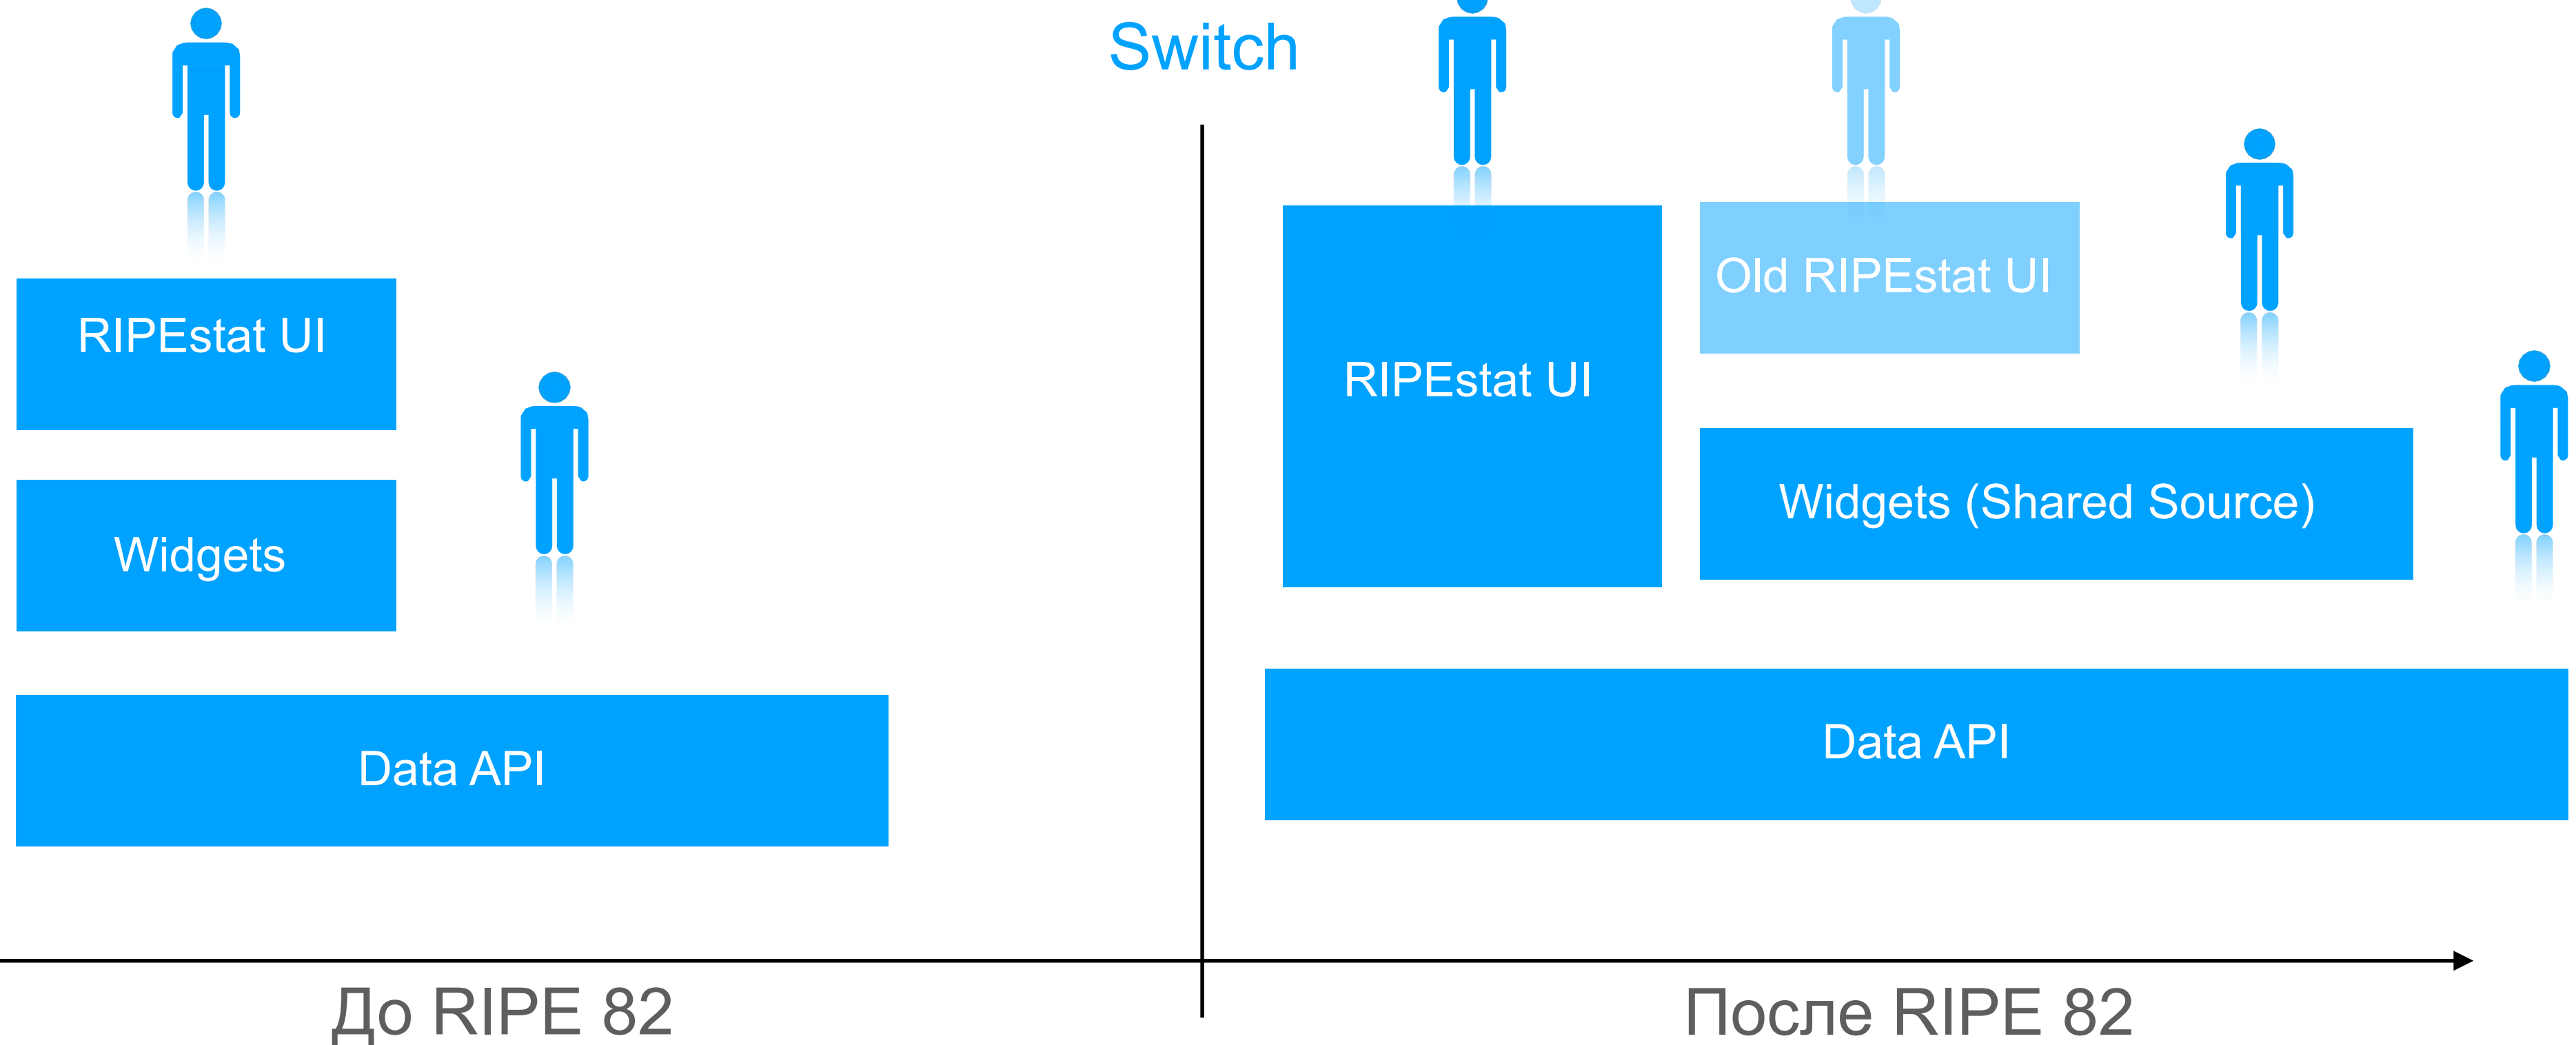 Switch
RIPEstat UI
Widgets
Data API
RIPEstat UI
Old RIPEstat UI
Widgets (Shared Source)
Data API
До RIPE 82
После RIPE 82